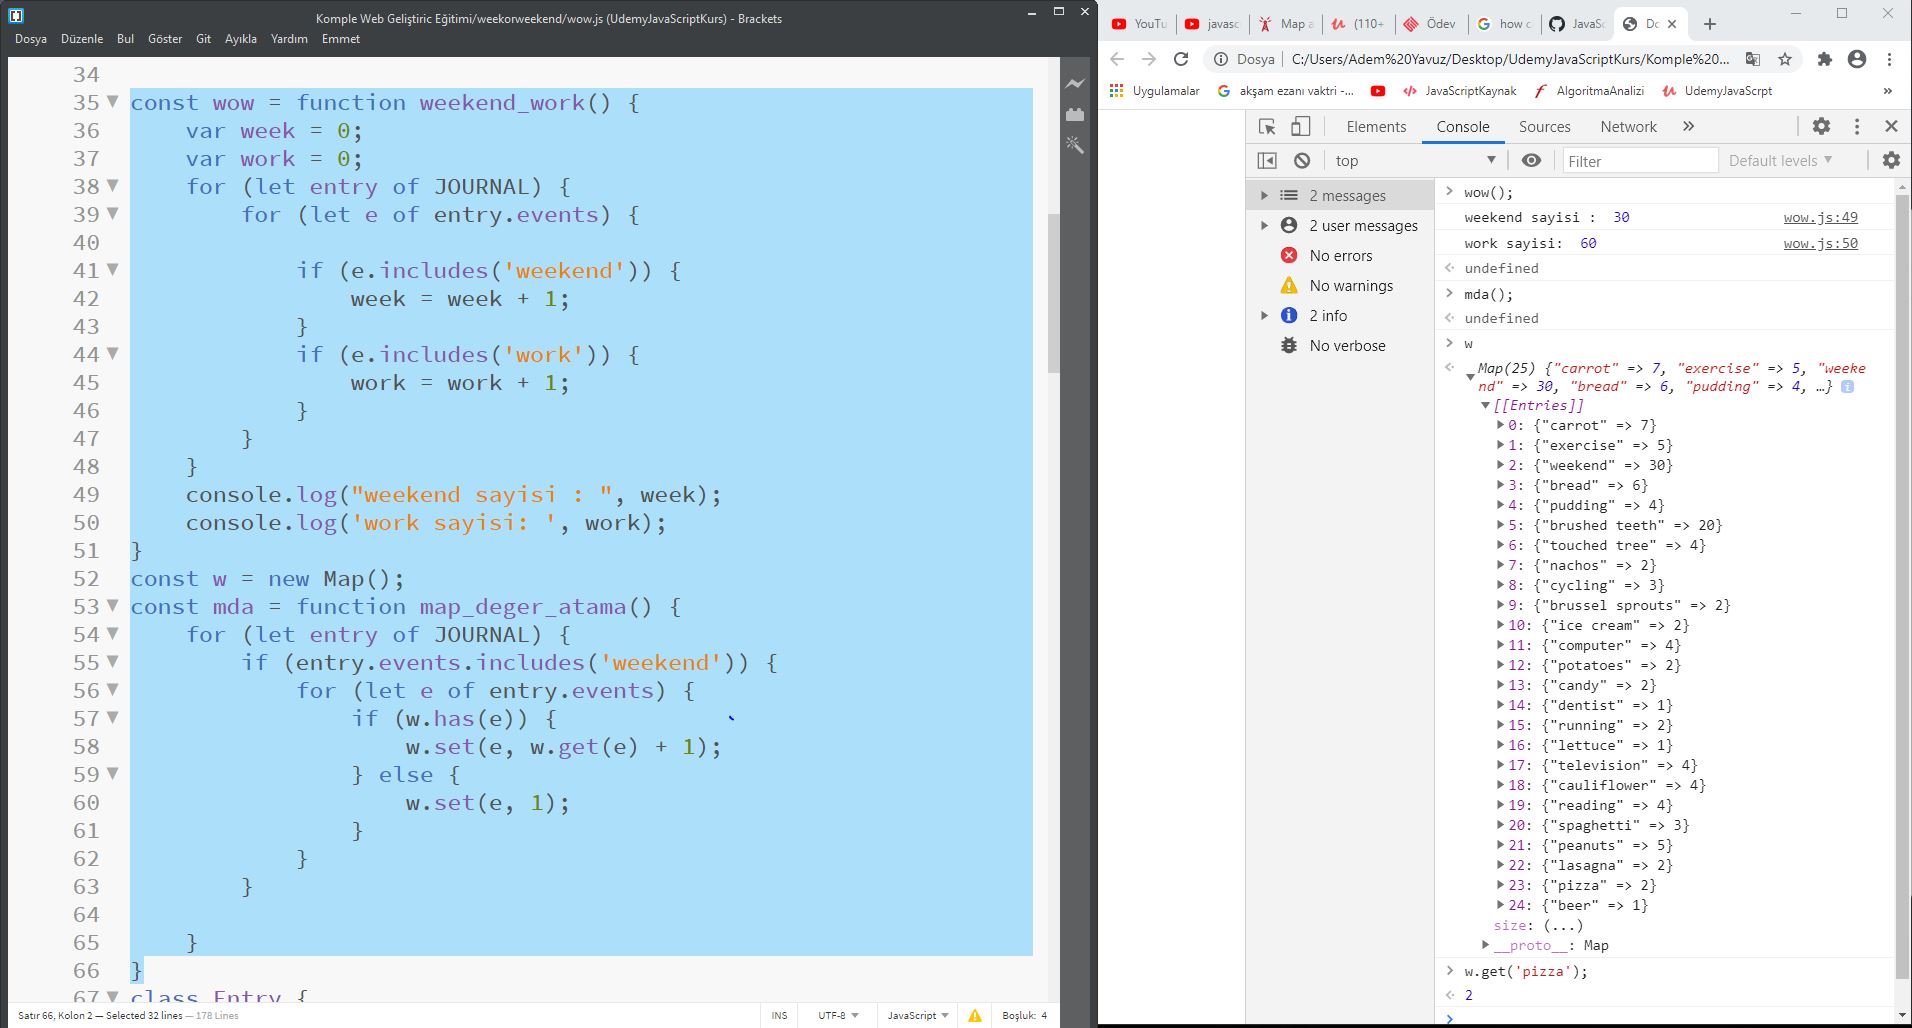 Komple Web Geliştiric Eğitimi/weekorweekend/wow.js (UdemyJavaScriptKurs) - Brackets
Dosya Düzenle Bul Göster Git Ayıkla Yardım Emmet
34
35 const wow = function weekend_work() {
36 var week = 0;
37 var work = 0;
38 for (let entry of JOURNAL) {
39 for (let e of entry.events) {
40
41 if (e.includes('weekend')) {
42 week = week + 1;
43 }
44 if (e.includes('work')) {
45 work = work + 1;
46 }
47 }
48 }
49 console.log("weekend sayisi : ", week);
50 console.log('work sayisi: ', work);
51 }
52 const w = new Map();
53 const mda = function map_deger_atama() {
54 for (let entry of JOURNAL) {
55 if (entry.events.includes('weekend')) {
56 for (let e of entry.events) {
57 if (w.has(e)) {
58 w.set(e, w.get(e) + 1);
59 } else {
60 w.set(e, 1);
61 }
62 }
63 }
64
65 }
66 }
67 class Entry {
Satır 66, Kolon 2 — Selected 32 lines — 178 Lines
INS UTF-8 JavaScript Boşluk: 4
YouTu javasc Map a (110+ Ödev how c JavaSc Do
Dosya C:/Users/Adem%20Yavuz/Desktop/UdemyJavaScriptKurs/Komple%20...
Uygulamalar akşam ezanı vaktri -... JavaScriptKaynak AlgoritmaAnalizi UdemyJavaScrpt »
Elements Console Sources Network »
top Filter Default levels
2 messages
2 user messages
No errors
No warnings
2 info
No verbose
> wow();
weekend sayisi : 30 wow.js:49
work sayisi: 60 wow.js:50
undefined
> mda();
undefined
> w
Map(25) {"carrot" => 7, "exercise" => 5, "weeke
nd" => 30, "bread" => 6, "pudding" => 4, …}
[[Entries]]
0: {"carrot" => 7}
1: {"exercise" => 5}
2: {"weekend" => 30}
3: {"bread" => 6}
4: {"pudding" => 4}
5: {"brushed teeth" => 20}
6: {"touched tree" => 4}
7: {"nachos" => 2}
8: {"cycling" => 3}
9: {"brussel sprouts" => 2}
10: {"ice cream" => 2}
11: {"computer" => 4}
12: {"potatoes" => 2}
13: {"candy" => 2}
14: {"dentist" => 1}
15: {"running" => 2}
16: {"lettuce" => 1}
17: {"television" => 4}
18: {"cauliflower" => 4}
19: {"reading" => 4}
20: {"spaghetti" => 3}
21: {"peanuts" => 5}
22: {"lasagna" => 2}
23: {"pizza" => 2}
24: {"beer" => 1}
size: (...)
__proto__: Map
> w.get('pizza');
2
>